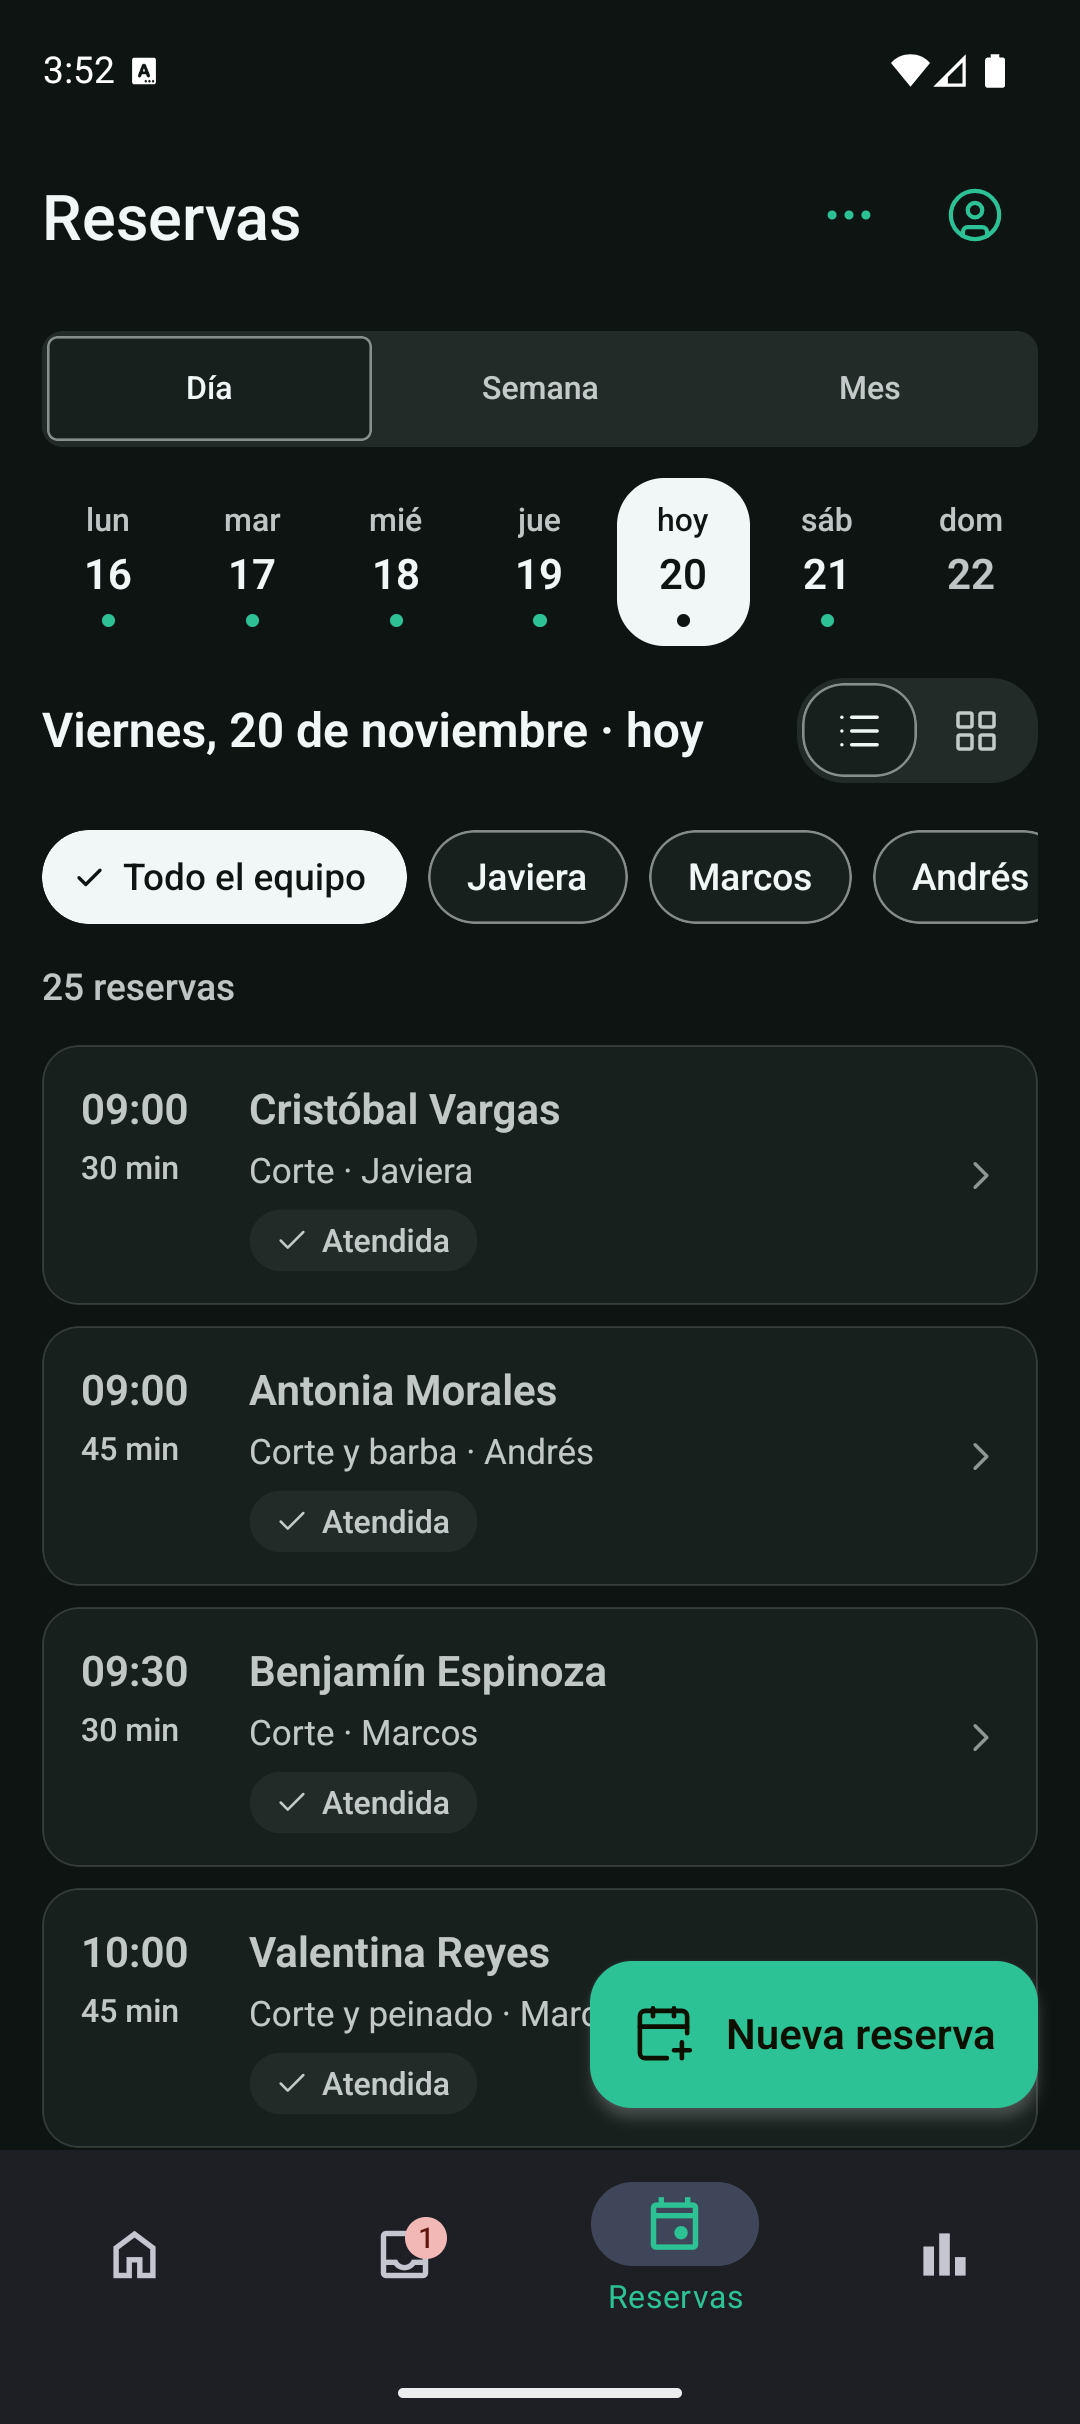 3:52
Reservas
Día Semana Mes
lun mar mié jue hoy sáb dom
16 17 18 19 20 21 22
Viernes, 20 de noviembre · hoy
Todo el equipo Javiera Marcos Andrés
25 reservas
09:00 Cristóbal Vargas
30 min Corte · Javiera
Atendida
09:00 Antonia Morales
45 min Corte y barba · Andrés
Atendida
09:30 Benjamín Espinoza
30 min Corte · Marcos
Atendida
10:00 Valentina Reyes
45 min Corte y peinado · Marc
Atendida
Nueva reserva
1
Reservas